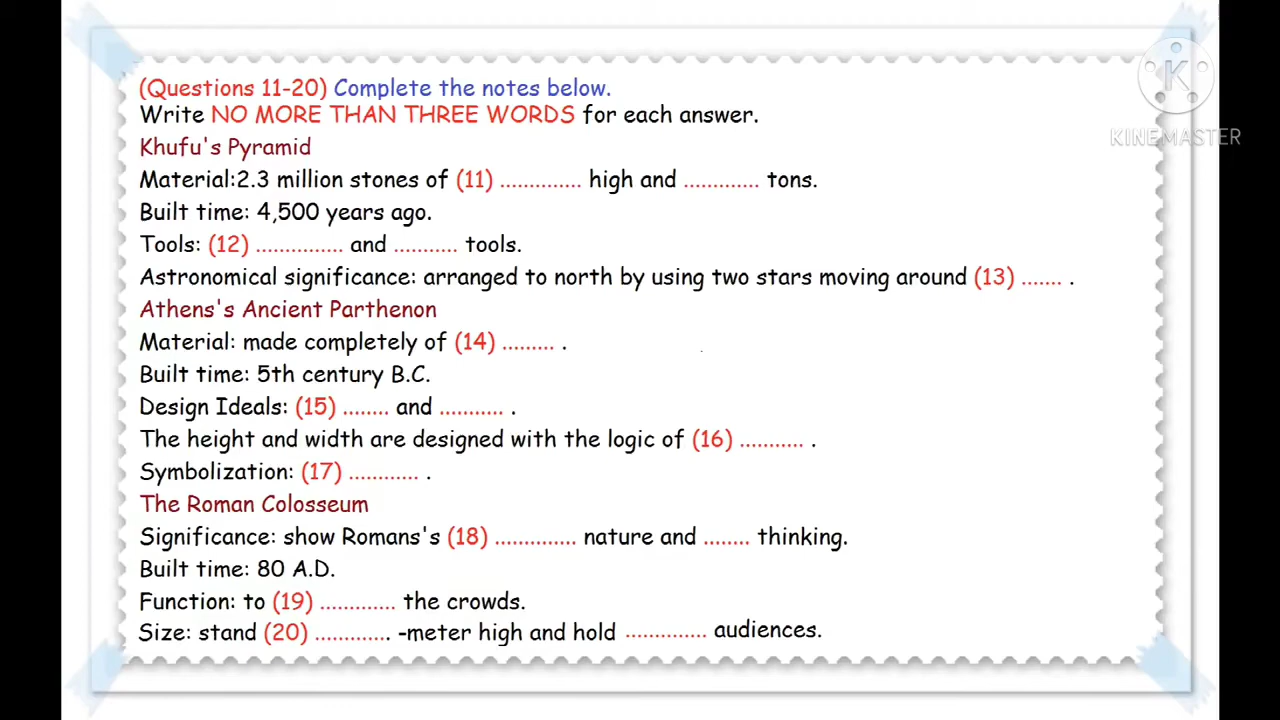 (Questions 11-20) Complete the notes below.
Write NO MORE THAN THREE WORDS for each answer.
Khufu's Pyramid
Material:2.3 million stones of (11) .............. high and ............. tons.
Built time: 4,500 years ago.
Tools: (12) ............... and ........... tools.
Astronomical significance: arranged to north by using two stars moving around (13) ....... .
Athens's Ancient Parthenon
Material: made completely of (14) ......... .
Built time: 5th century B.C.
Design Ideals: (15) ........ and ........... .
The height and width are designed with the logic of (16) ........... .
Symbolization: (17) ............ .
The Roman Colosseum
Significance: show Romans's (18) .............. nature and ........ thinking.
Built time: 80 A.D.
Function: to (19) ............. the crowds.
Size: stand (20) ............. -meter high and hold .............. audiences.
K
KINEMASTER